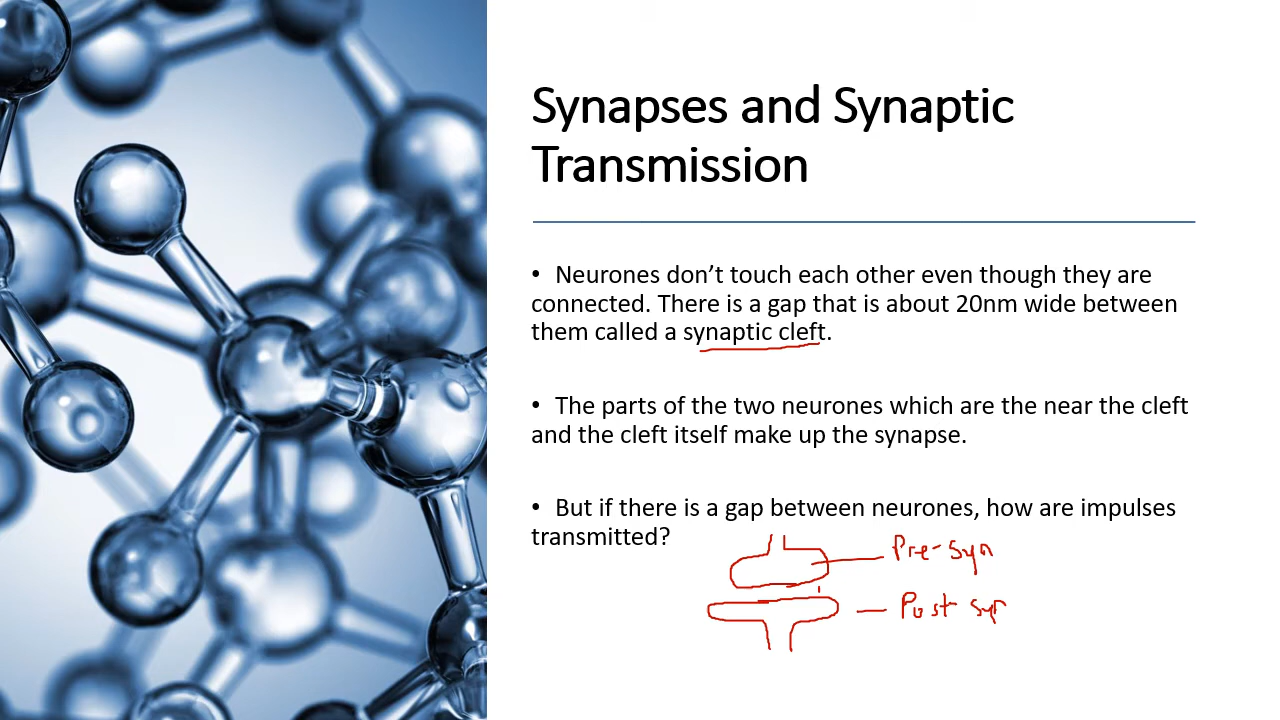 Synapses and Synaptic
Transmission
• Neurones don’t touch each other even though they are
connected. There is a gap that is about 20nm wide between
them called a synaptic cleft.
• The parts of the two neurones which are the near the cleft
and the cleft itself make up the synapse.
• But if there is a gap between neurones, how are impulses
transmitted?
Pre-Syn
Post Syn